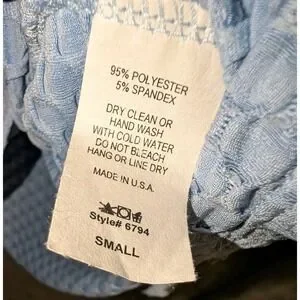 95% POLYESTER
5% SPANDEX
DRY CLEAN OR
HAND WASH
WITH COLD WATER
DO NOT BLEACH
HANG OR LINE DRY
MADE IN U.S.A.
Style# 6794
SMALL